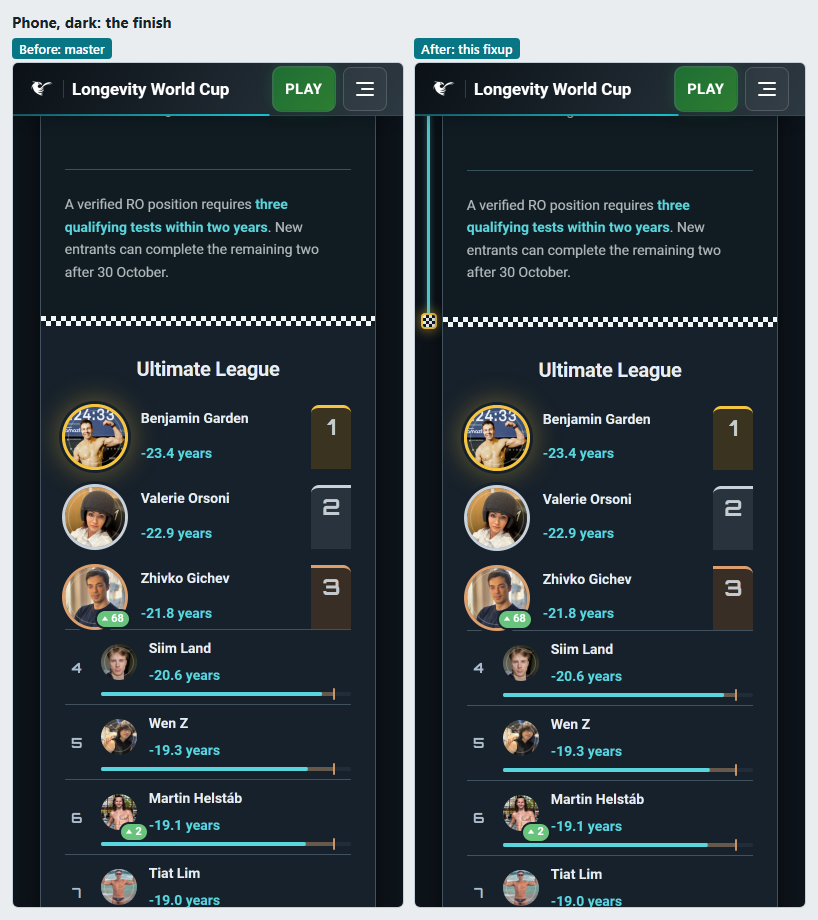 Phone, dark: the finish
Before: master
After: this fixup
Longevity World Cup
PLAY
A verified RO position requires three
qualifying tests within two years. New
entrants can complete the remaining two
after 30 October.
Ultimate League
24:33
Benjamin Garden
-23.4 years
1
Valerie Orsoni
-22.9 years
2
Zhivko Gichev
-21.8 years
68
3
4
Siim Land
-20.6 years
5
Wen Z
-19.3 years
6
Martin Helstáb
-19.1 years
2
7
Tiat Lim
-19.0 years
Longevity World Cup
PLAY
A verified RO position requires three
qualifying tests within two years. New
entrants can complete the remaining two
after 30 October.
Ultimate League
24:33
Benjamin Garden
-23.4 years
1
Valerie Orsoni
-22.9 years
2
Zhivko Gichev
-21.8 years
68
3
4
Siim Land
-20.6 years
5
Wen Z
-19.3 years
6
Martin Helstáb
-19.1 years
2
7
Tiat Lim
-19.0 years